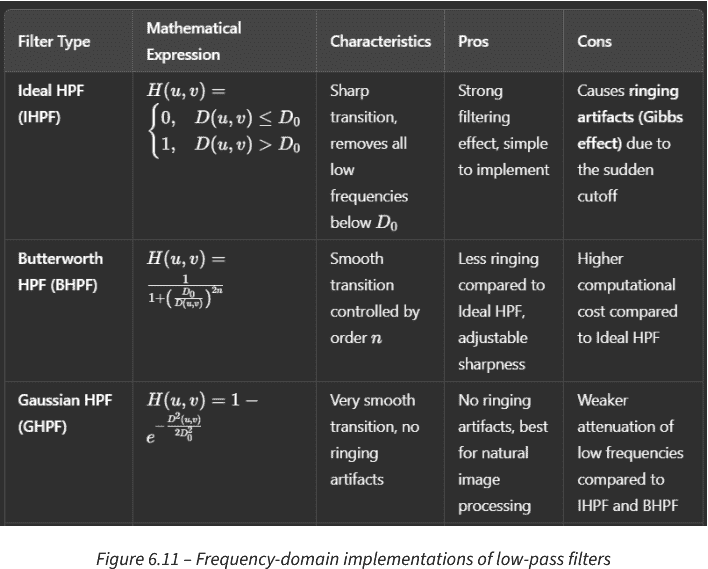 Filter Type
Mathematical
Expression
Characteristics
Pros
Cons
Ideal HPF
(IHPF)
H(u, v) =
{0, D(u, v) ≤ D₀
1, D(u, v) > D₀
Sharp
transition,
removes all
low
frequencies
below D₀
Strong
filtering
effect, simple
to implement
Causes ringing
artifacts (Gibbs
effect) due to
the sudden
cutoff
Butterworth
HPF (BHPF)
H(u, v) =
1/(1+(D₀/D(u,v))²ⁿ)
Smooth
transition
controlled by
order n
Less ringing
compared to
Ideal HPF,
adjustable
sharpness
Higher
computational
cost compared
to Ideal HPF
Gaussian HPF
(GHPF)
H(u, v) = 1 −
e^(−D²(u,v)/2D₀²)
Very smooth
transition, no
ringing
artifacts
No ringing
artifacts, best
for natural
image
processing
Weaker
attenuation of
low frequencies
compared to
IHPF and BHPF
Figure 6.11 – Frequency-domain implementations of low-pass filters